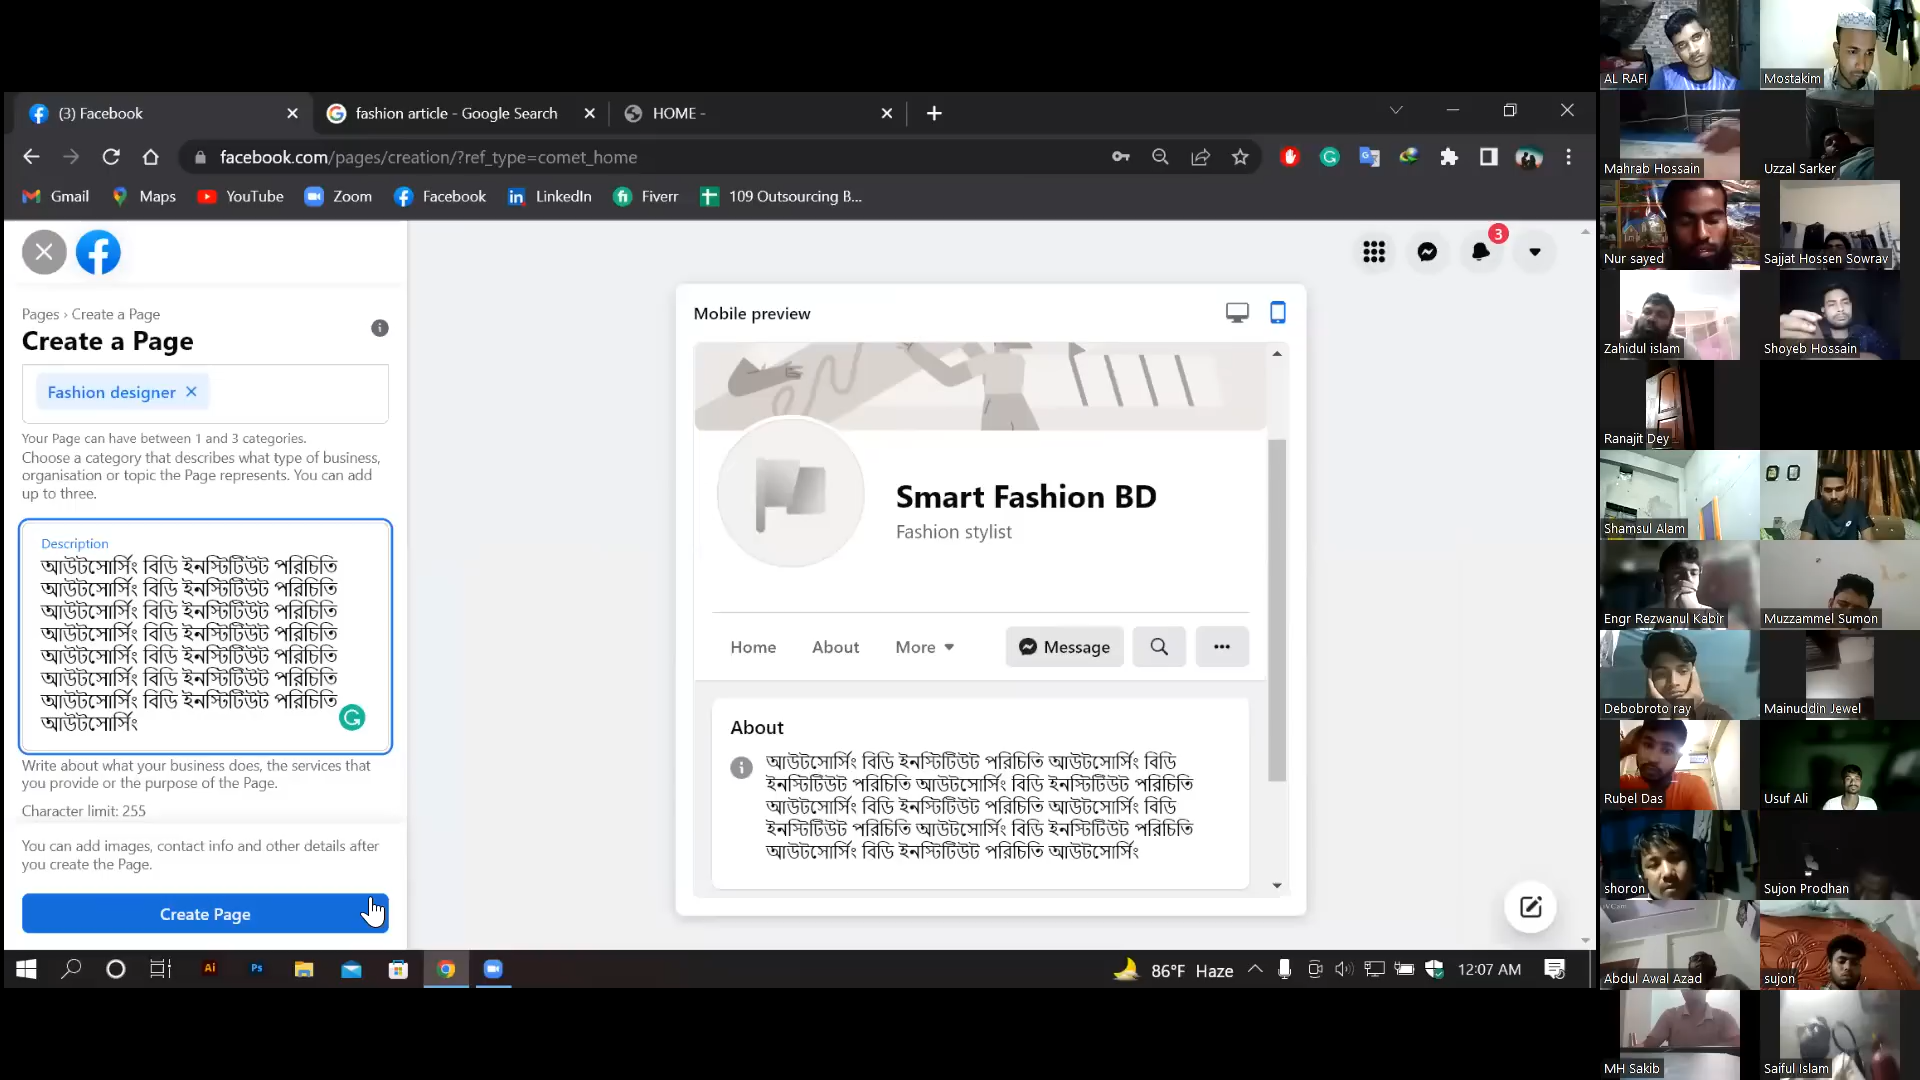 (3) Facebook
fashion article - Google Search
HOME -
facebook.com/pages/creation/?ref_type=comet_home
Gmail
Maps
YouTube
Zoom
Facebook
LinkedIn
Fiverr
109 Outsourcing B...
3
Pages › Create a Page
Create a Page
Fashion designer
Your Page can have between 1 and 3 categories.
Choose a category that describes what type of business,
organisation or topic the Page represents. You can add
up to three.
Description
আউটসোর্সিং বিডি ইনস্টিটিউট পরিচিতি
আউটসোর্সিং বিডি ইনস্টিটিউট পরিচিতি
আউটসোর্সিং বিডি ইনস্টিটিউট পরিচিতি
আউটসোর্সিং বিডি ইনস্টিটিউট পরিচিতি
আউটসোর্সিং বিডি ইনস্টিটিউট পরিচিতি
আউটসোর্সিং বিডি ইনস্টিটিউট পরিচিতি
আউটসোর্সিং বিডি ইনস্টিটিউট পরিচিতি
আউটসোর্সিং
Write about what your business does, the services that
you provide or the purpose of the Page.
Character limit: 255
You can add images, contact info and other details after
you create the Page.
Create Page
Mobile preview
Smart Fashion BD
Fashion stylist
Home
About
More
Message
About
আউটসোর্সিং বিডি ইনস্টিটিউট পরিচিতি আউটসোর্সিং বিডি
ইনস্টিটিউট পরিচিতি আউটসোর্সিং বিডি ইনস্টিটিউট পরিচিতি
আউটসোর্সিং বিডি ইনস্টিটিউট পরিচিতি আউটসোর্সিং বিডি
ইনস্টিটিউট পরিচিতি আউটসোর্সিং বিডি ইনস্টিটিউট পরিচিতি
আউটসোর্সিং বিডি ইনস্টিটিউট পরিচিতি আউটসোর্সিং
Ai
Ps
86°F Haze
12:07 AM
AL RAFI
Mostakim
Mahrab Hossain
Uzzal Sarker
Nur sayed
Sajjat Hossen Sowrav
Zahidul islam
Shoyeb Hossain
Ranajit Dey
Shamsul Alam
Engr Rezwanul Kabir
Muzzammel Sumon
Debobroto ray
Mainuddin Jewel
Rubel Das
Usuf Ali
shoron
Sujon Prodhan
Abdul Awal Azad
sujon
MH Sakib
Saiful Islam